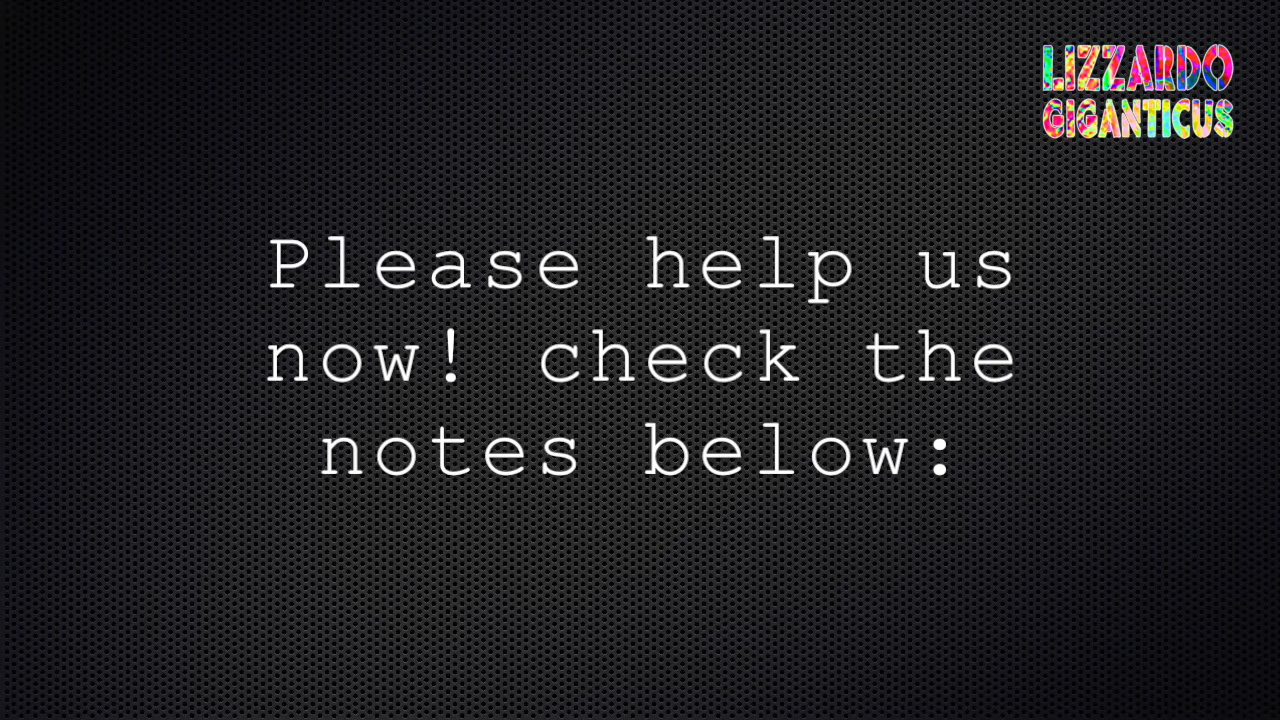 LIZZARDO
GIGANTICUS
Please help us
now! check the
notes below: